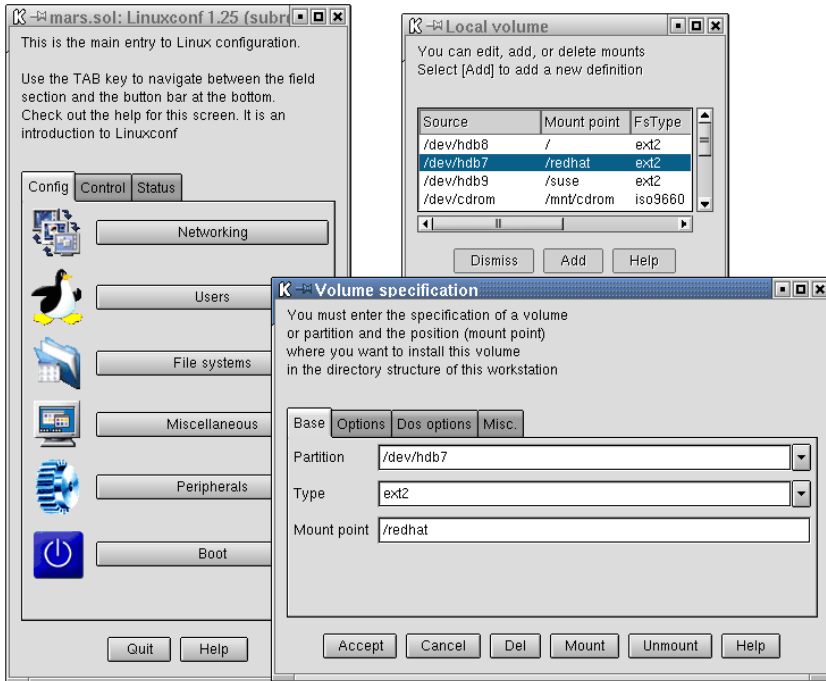 mars.sol: Linuxconf 1.25 (subr
This is the main entry to Linux configuration.
Use the TAB key to navigate between the field
section and the button bar at the bottom.
Check out the help for this screen. It is an
introduction to Linuxconf
Config Control Status
Networking
Users
File systems
Miscellaneous
Peripherals
Boot
Quit Help
Local volume
You can edit, add, or delete mounts
Select [Add] to add a new definition
Source Mount point FsType
/dev/hdb8 / ext2
/dev/hdb7 /redhat ext2
/dev/hdb9 /suse ext2
/dev/cdrom /mnt/cdrom iso9660
Dismiss Add Help
Volume specification
You must enter the specification of a volume
or partition and the position (mount point)
where you want to install this volume
in the directory structure of this workstation
Base Options Dos options Misc.
Partition /dev/hdb7
Type ext2
Mount point /redhat
Accept Cancel Del Mount Unmount Help